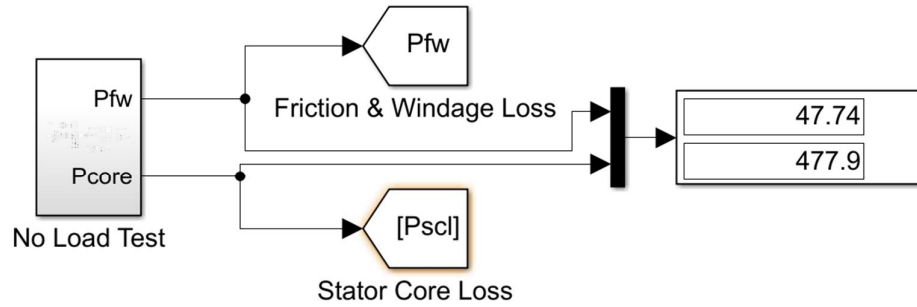 Pfw
Pfw
Friction & Windage Loss
47.74
477.9
Pcore
[Pscl]
No Load Test
Stator Core Loss